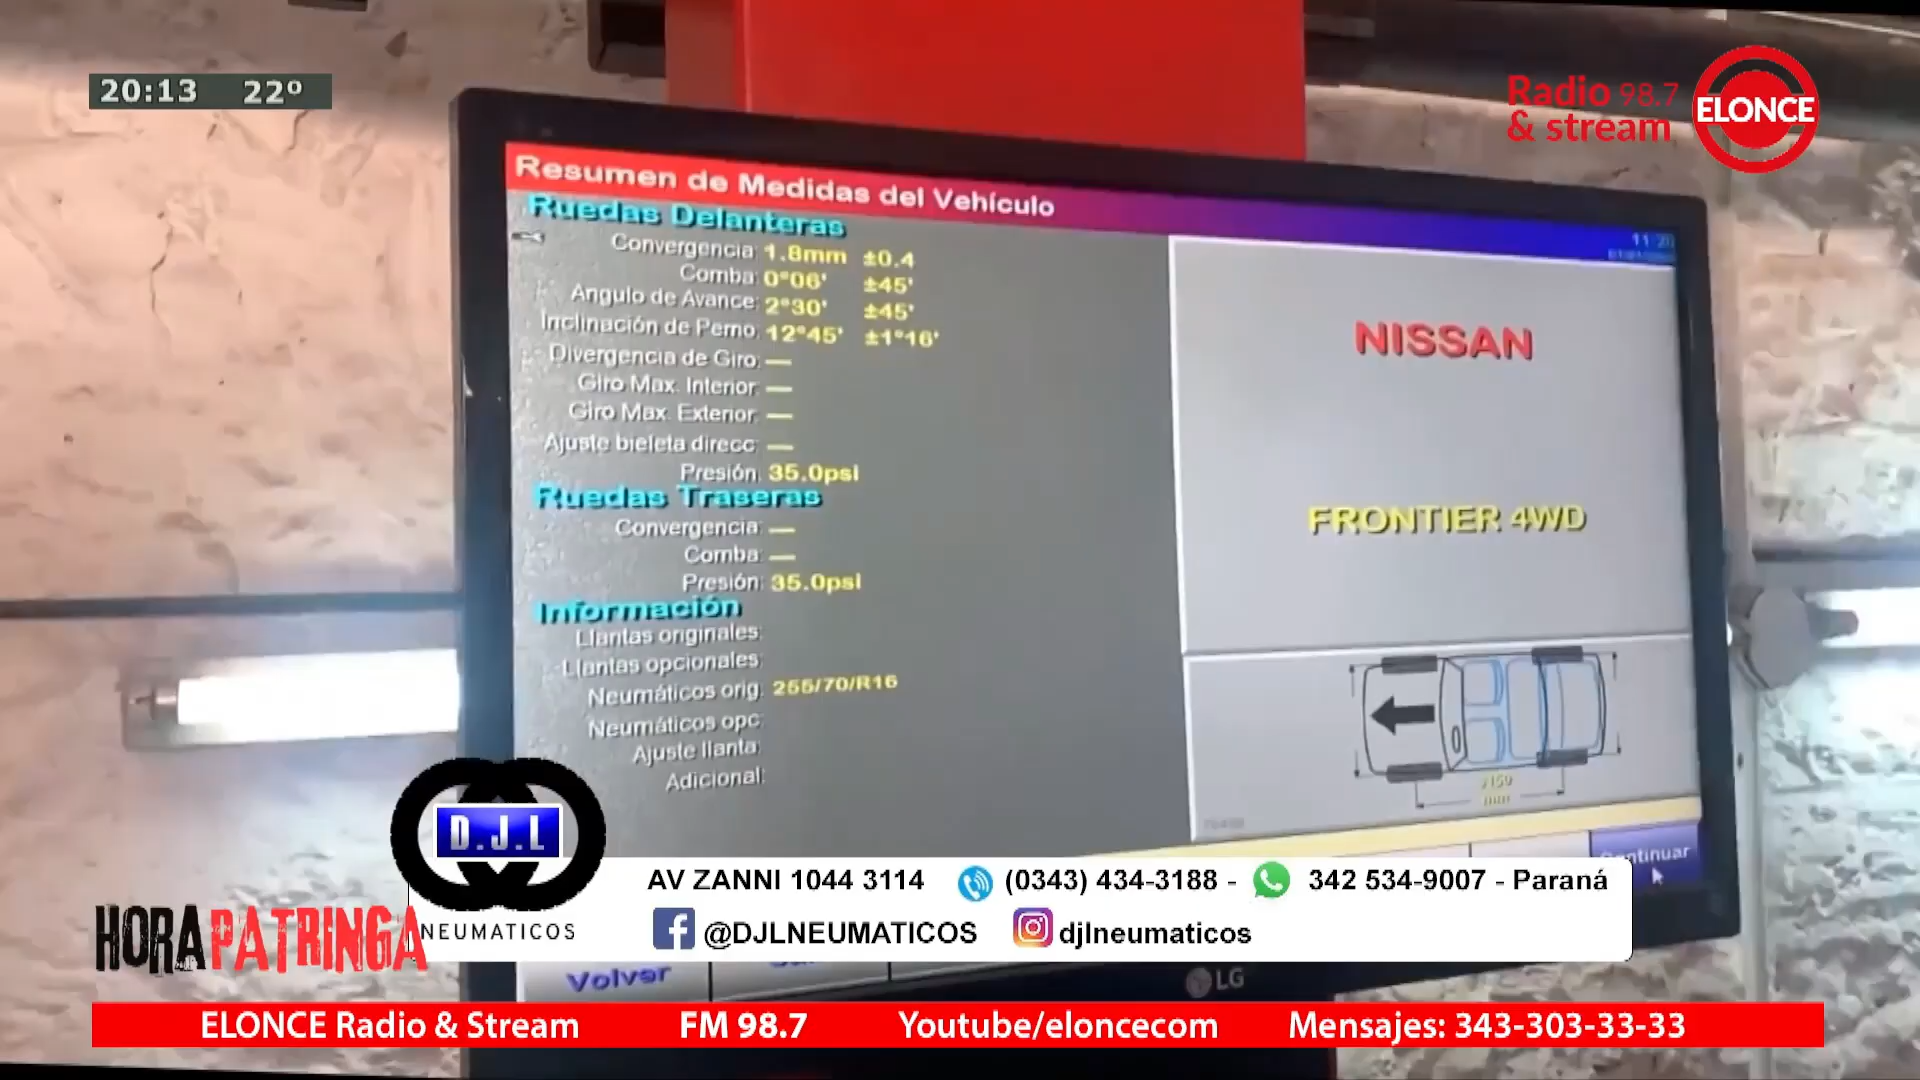 20:13 22º
Radio 98.7
& stream
ELONCE
Resumen de Medidas del Vehículo
11:20
Ruedas Delanteras
Convergencia: 1.8mm ±0.4
Comba: 0°06' ±45'
Angulo de Avance: 2°30' ±45'
Inclinación de Perno: 12°45' ±1°16'
Divergencia de Giro: —
Giro Max. Interior: —
Giro Max. Exterior: —
Ajuste bieleta direcc: —
Presión: 35.0psi
Ruedas Traseras
Convergencia: —
Comba: —
Presión: 35.0psi
Información
Llantas originales:
Llantas opcionales:
Neumáticos orig: 255/70/R16
Neumáticos opc:
Ajuste llanta:
Adicional:
NISSAN
FRONTIER 4WD
mm
Continuar
Volver
LG
D.J.L
NEUMATICOS
AV ZANNI 1044 3114 (0343) 434-3188 - 342 534-9007 - Paraná
@DJLNEUMATICOS djlneumaticos
HORA PATRINGA
ELONCE Radio & Stream FM 98.7 Youtube/eloncecom Mensajes: 343-303-33-33